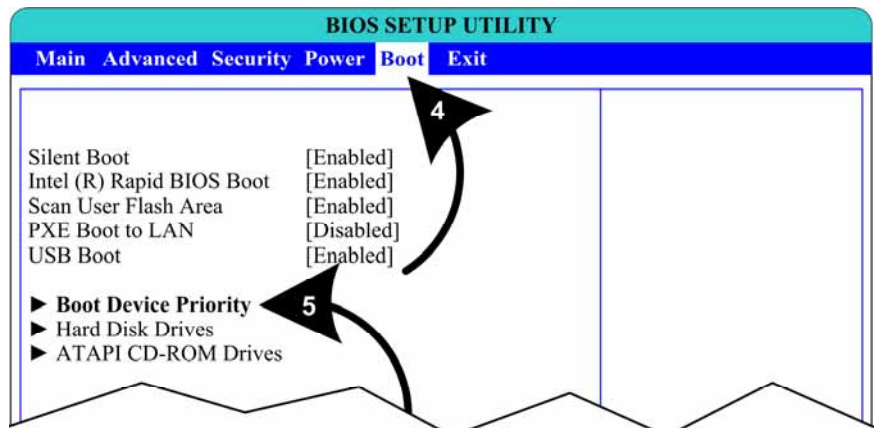 BIOS SETUP UTILITY
Main Advanced Security Power Boot Exit
4
Silent Boot [Enabled]
Intel (R) Rapid BIOS Boot [Enabled]
Scan User Flash Area [Enabled]
PXE Boot to LAN [Disabled]
USB Boot [Enabled]
► Boot Device Priority 5
► Hard Disk Drives
► ATAPI CD-ROM Drives